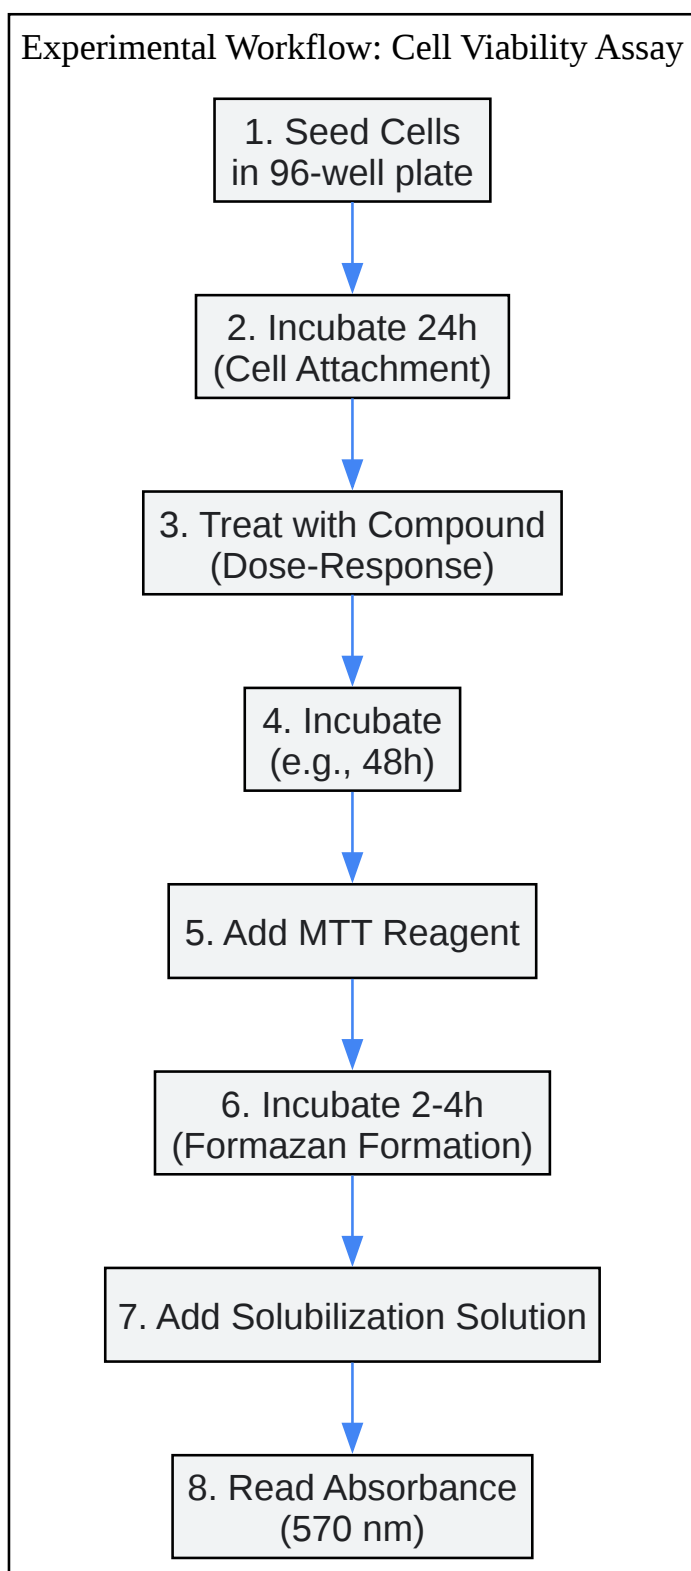 Experimental Workflow: Cell Viability Assay
1. Seed Cells
in 96-well plate
2. Incubate 24h
(Cell Attachment)
3. Treat with Compound
(Dose-Response)
4. Incubate
(e.g., 48h)
5. Add MTT Reagent
6. Incubate 2-4h
(Formazan Formation)
7. Add Solubilization Solution
8. Read Absorbance
(570 nm)